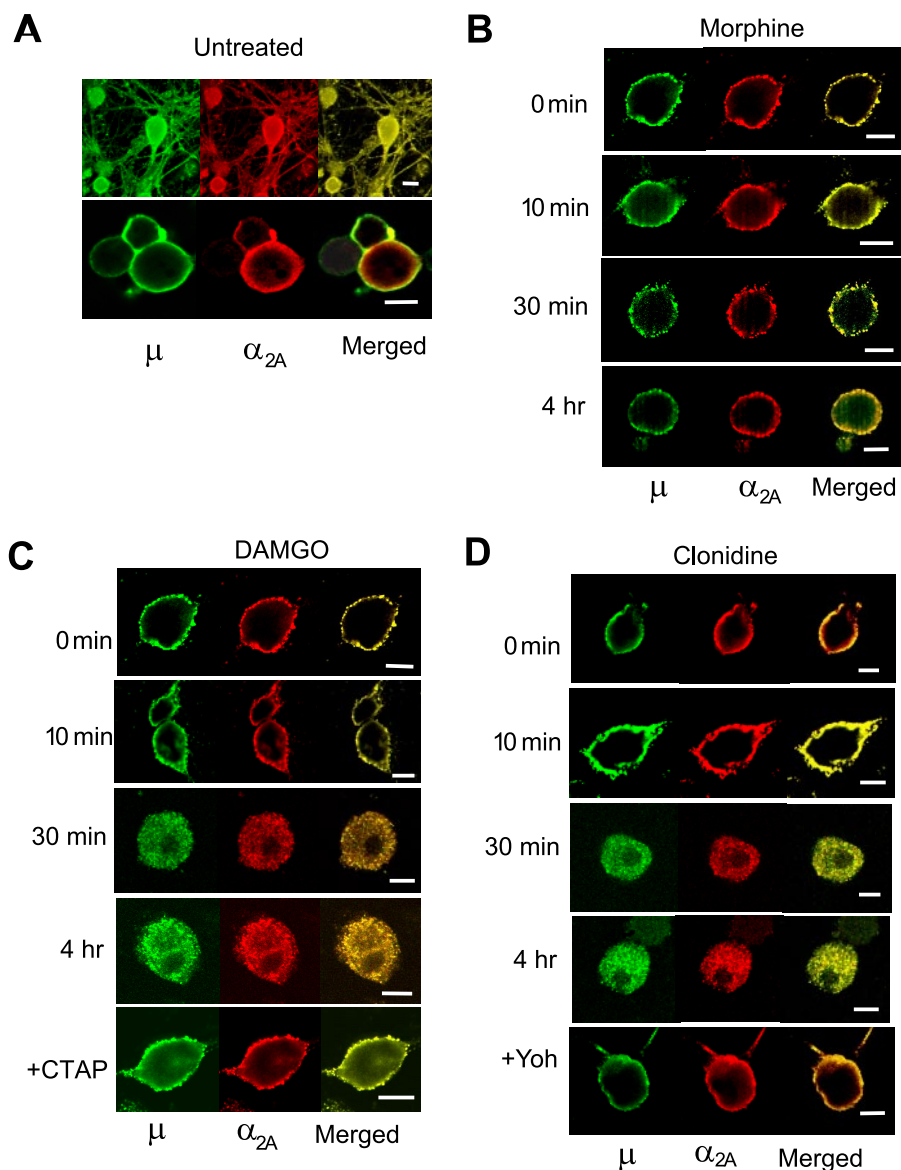 A
Untreated
μ α2A Merged
B
Morphine
0 min
10 min
30 min
4 hr
μ α2A Merged
C
DAMGO
0 min
10 min
30 min
4 hr
+CTAP
μ α2A Merged
D
Clonidine
0 min
10 min
30 min
4 hr
+Yoh
μ α2A Merged